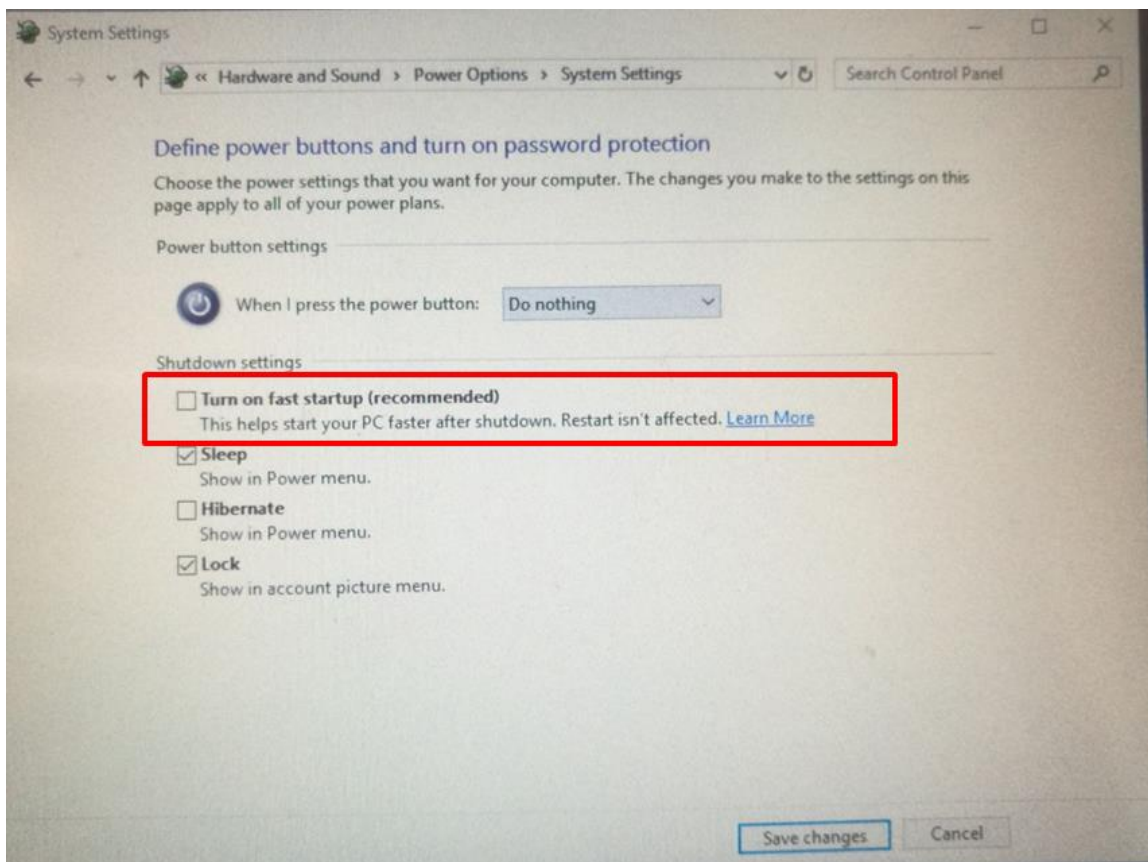 System Settings
« Hardware and Sound > Power Options > System Settings
Search Control Panel
Define power buttons and turn on password protection
Choose the power settings that you want for your computer. The changes you make to the settings on this
page apply to all of your power plans.
Power button settings
When I press the power button: Do nothing
Shutdown settings
Turn on fast startup (recommended)
This helps start your PC faster after shutdown. Restart isn't affected. Learn More
Sleep
Show in Power menu.
Hibernate
Show in Power menu.
Lock
Show in account picture menu.
Save changes Cancel